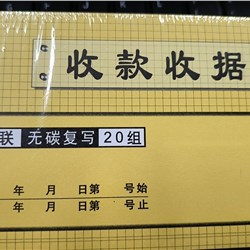 收款收据
联 无碳复写 20组
年 月 日第 号始
年 月 日第 号止